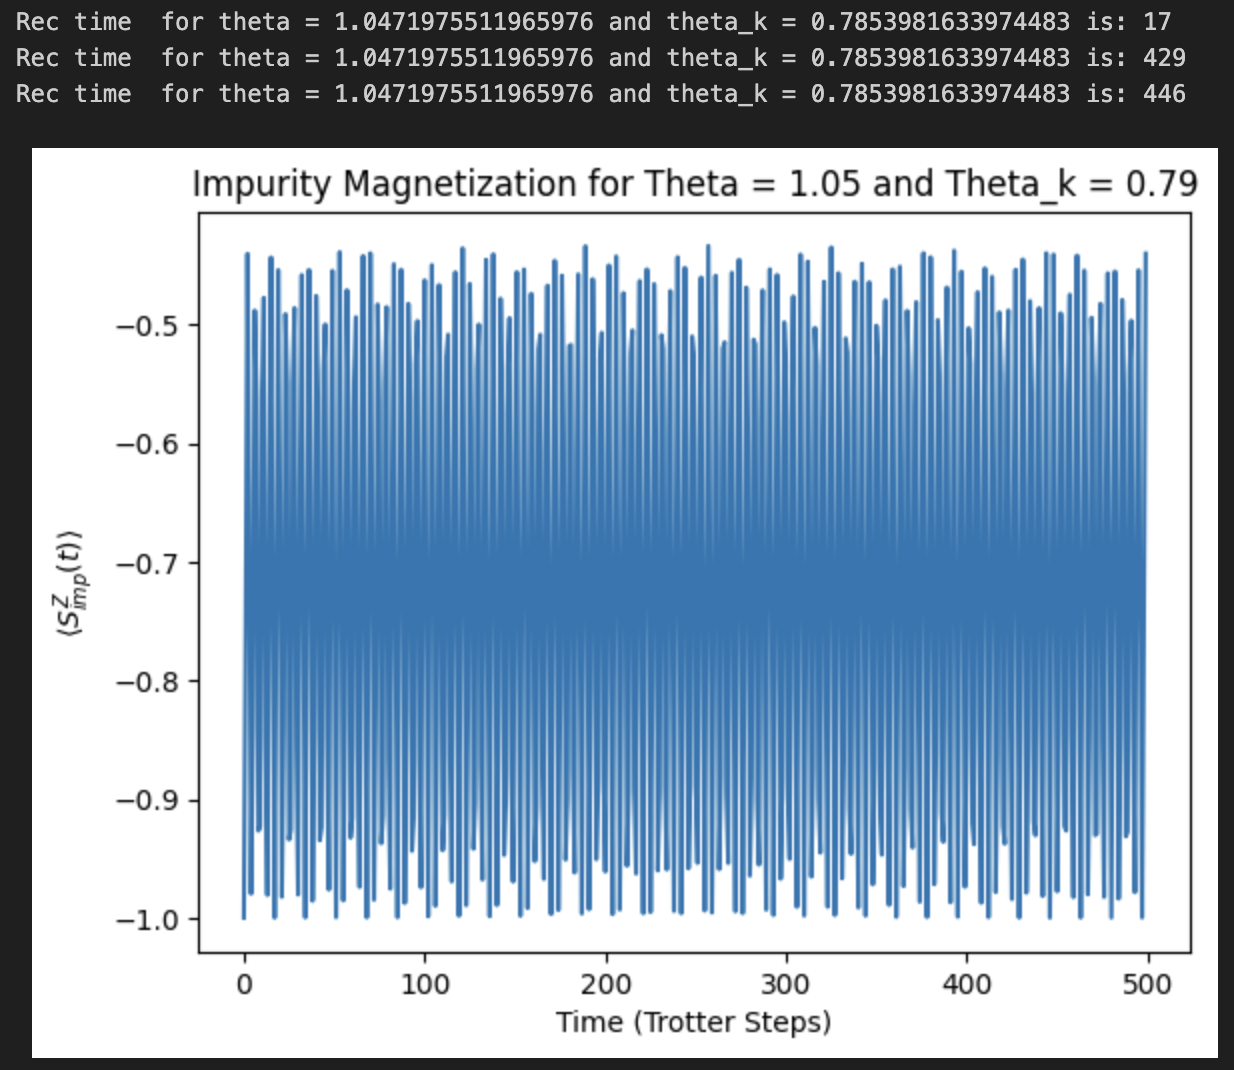 Rec time  for theta = 1.0471975511965976 and theta_k = 0.7853981633974483 is: 17
Rec time  for theta = 1.0471975511965976 and theta_k = 0.7853981633974483 is: 429
Rec time  for theta = 1.0471975511965976 and theta_k = 0.7853981633974483 is: 446
Impurity Magnetization for Theta = 1.05 and Theta_k = 0.79
−0.5
−0.6
−0.7
−0.8
−0.9
−1.0
⟨S^Z_{imp}(t)⟩
0 100 200 300 400 500
Time (Trotter Steps)